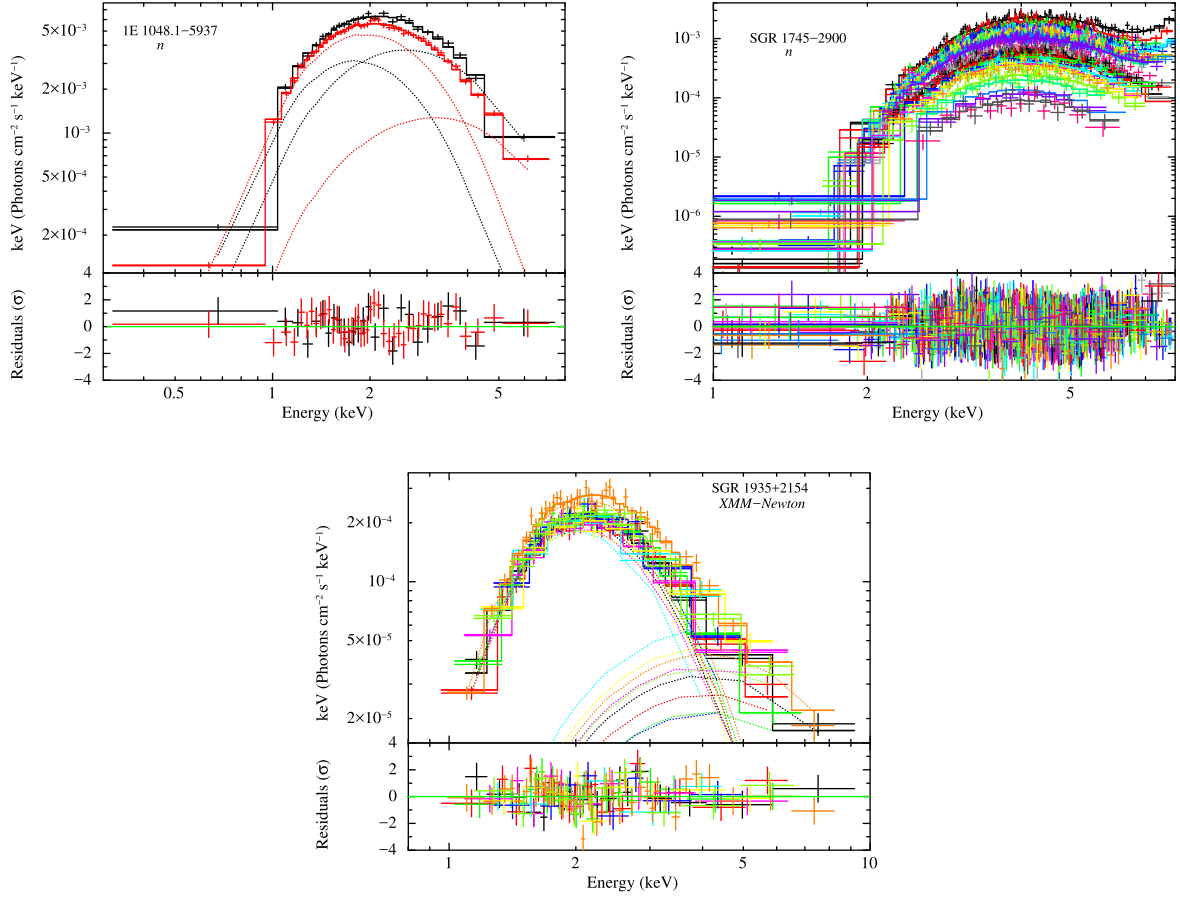 1E 1048.1−5937
n
keV (Photons cm⁻² s⁻¹ keV⁻¹)
5×10⁻³
2×10⁻³
10⁻³
5×10⁻⁴
2×10⁻⁴
Residuals (σ)
4
2
0
−2
−4
0.5 1 2 5
Energy (keV)
SGR 1745−2900
n
keV (Photons cm⁻² s⁻¹ keV⁻¹)
10⁻³
10⁻⁴
10⁻⁵
10⁻⁶
Residuals (σ)
4
2
0
−2
−4
1 2 5
Energy (keV)
SGR 1935+2154
XMM−Newton
keV (Photons cm⁻² s⁻¹ keV⁻¹)
2×10⁻⁴
10⁻⁴
5×10⁻⁵
2×10⁻⁵
Residuals (σ)
4
2
0
−2
−4
1 2 5 10
Energy (keV)